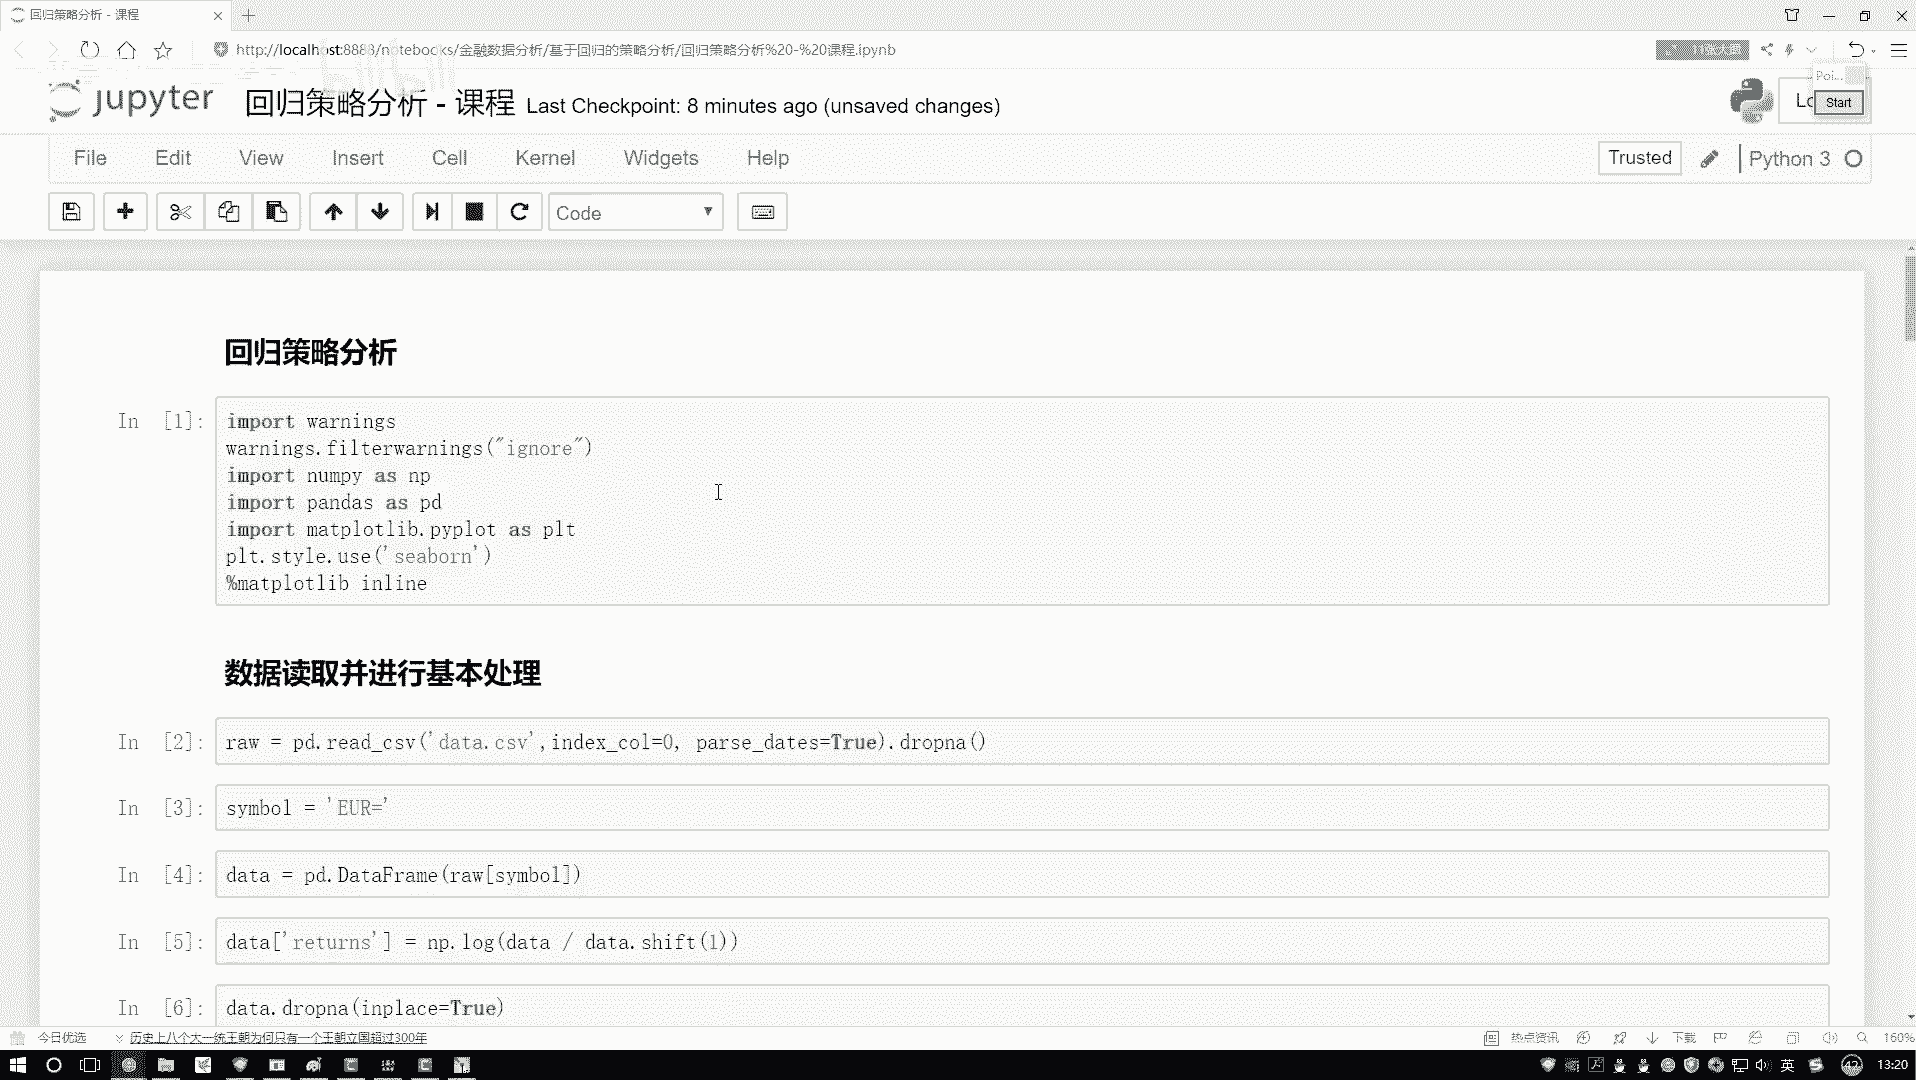 回归策略分析 - 课程
http://localhost:8888/notebooks/金融数据分析/基于回归的策略分析/回归策略分析%20-%20课程.ipynb
jupyter 回归策略分析 - 课程 Last Checkpoint: 8 minutes ago (unsaved changes)
Poi...
Start
File Edit View Insert Cell Kernel Widgets Help
Trusted Python 3
Code
回归策略分析
In [1]: import warnings
warnings.filterwarnings("ignore")
import numpy as np
import pandas as pd
import matplotlib.pyplot as plt
plt.style.use('seaborn')
%matplotlib inline
数据读取并进行基本处理
In [2]: raw = pd.read_csv('data.csv',index_col=0, parse_dates=True).dropna()
In [3]: symbol = 'EUR='
In [4]: data = pd.DataFrame(raw[symbol])
In [5]: data['returns'] = np.log(data / data.shift(1))
In [6]: data.dropna(inplace=True)
今日优选 历史上八个大一统王朝为何只有一个王朝立国超过300年
热点资讯 下载 160%
英 42 13:20